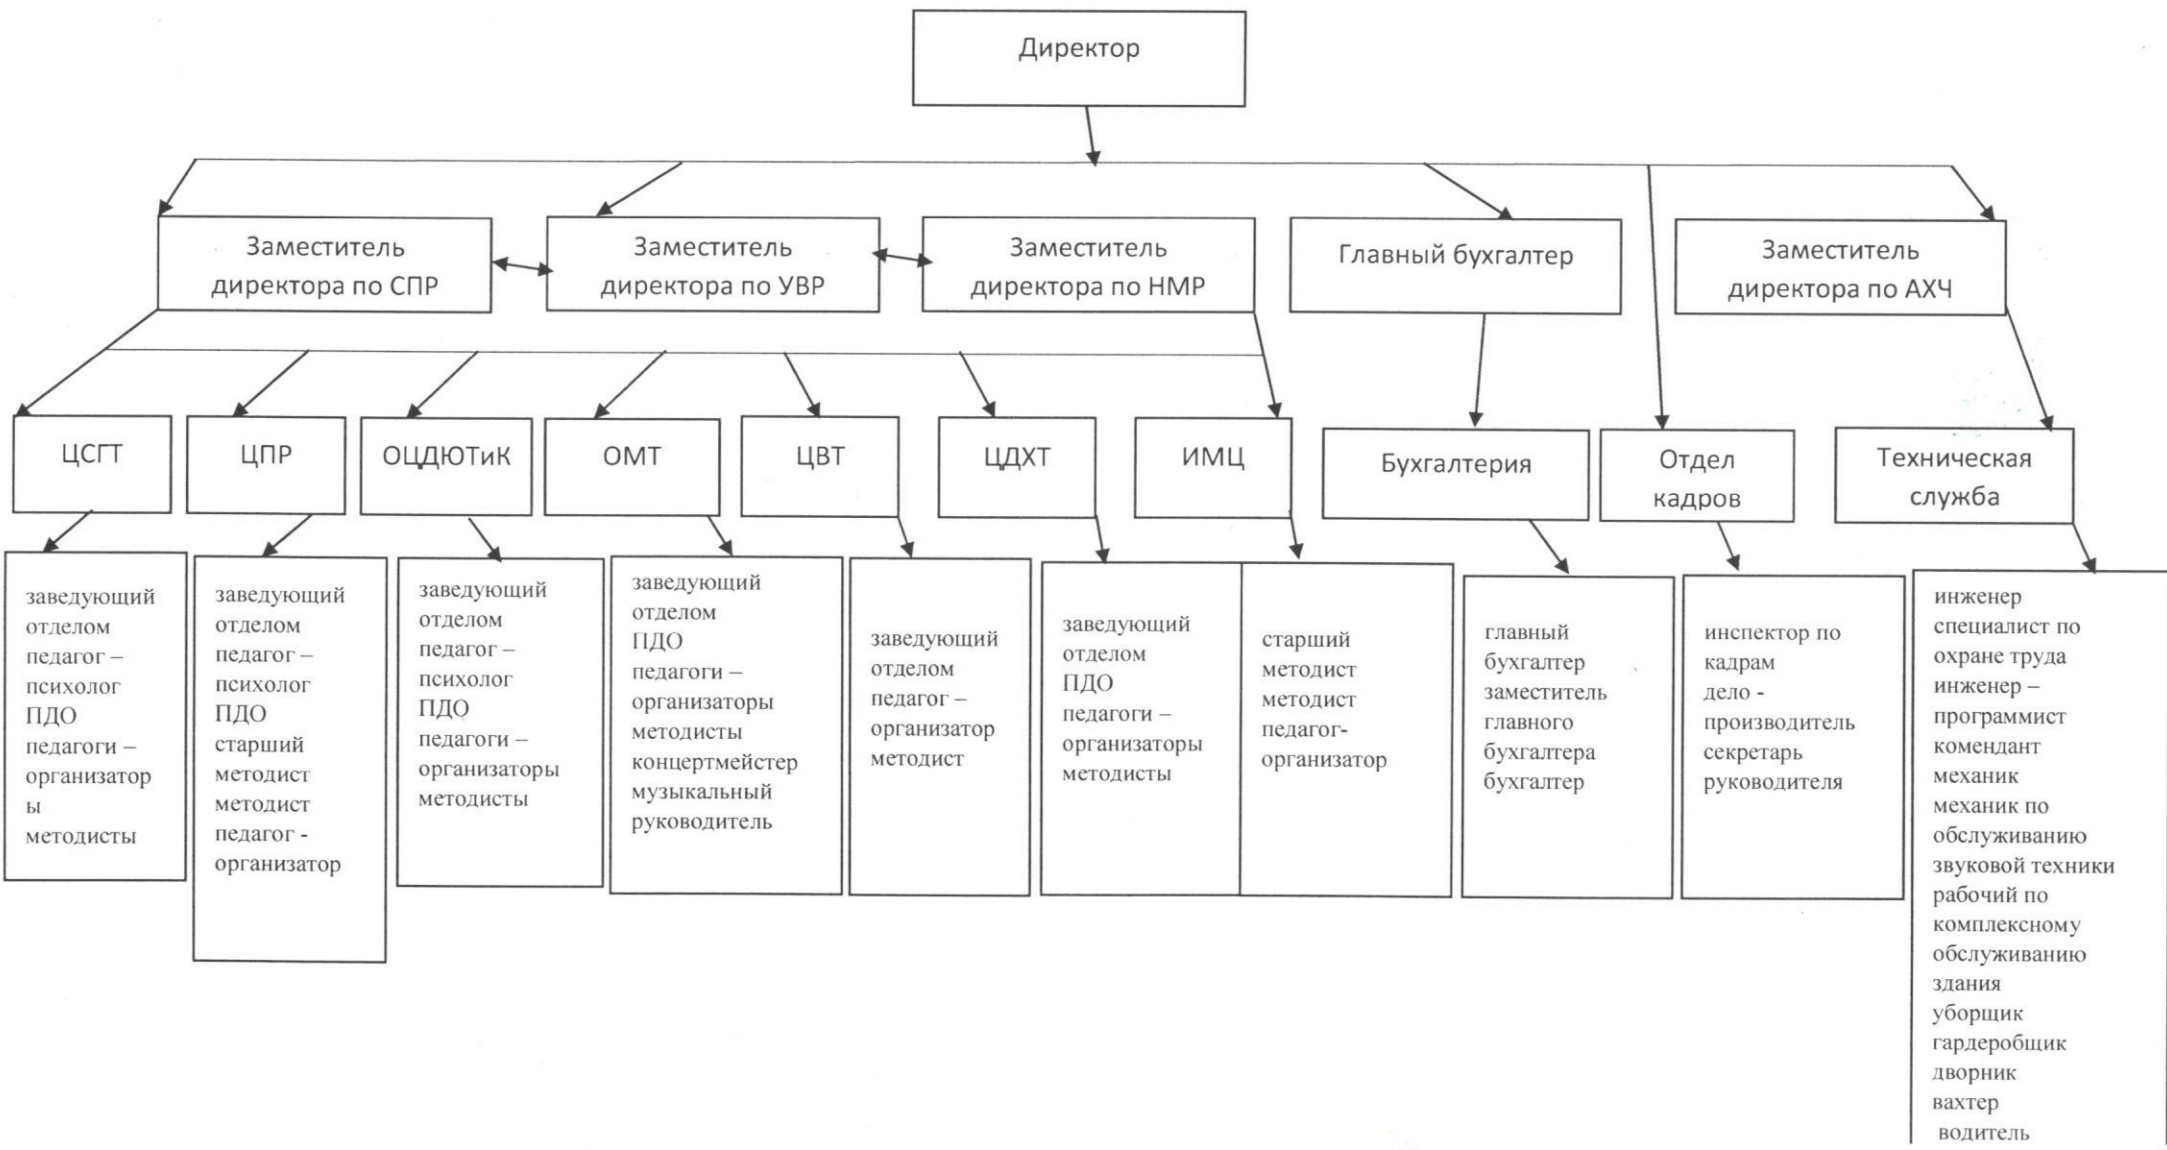 Директор
Заместитель
директора по СПР
Заместитель
директора по УВР
Заместитель
директора по НМР
Главный бухгалтер
Заместитель
директора по АХЧ
ЦСГТ
ЦПР
ОЦДЮТиК
ОМТ
ЦВТ
ЦДХТ
ИМЦ
Бухгалтерия
Отдел
кадров
Техническая
служба
заведующий
отделом
педагог –
психолог
ПДО
педагоги –
организатор
ы
методисты
заведующий
отделом
педагог –
психолог
ПДО
старший
методист
методист
педагог -
организатор
заведующий
отделом
педагог –
психолог
ПДО
педагоги –
организаторы
методисты
заведующий
отделом
ПДО
педагоги –
организаторы
методисты
концертмейстер
музыкальный
руководитель
заведующий
отделом
педагог –
организатор
методист
заведующий
отделом
ПДО
педагоги –
организаторы
методисты
старший
методист
методист
педагог-
организатор
главный
бухгалтер
заместитель
главного
бухгалтера
бухгалтер
инспектор по
кадрам
дело -
производитель
секретарь
руководителя
инженер
специалист по
охране труда
инженер –
программист
комендант
механик
механик по
обслуживанию
звуковой техники
рабочий по
комплексному
обслуживанию
здания
уборщик
гардеробщик
дворник
вахтер
водитель